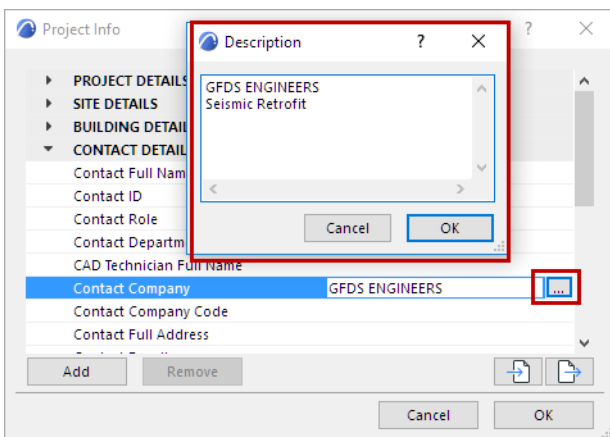 Project Info
?
Description
?
GFDS ENGINEERS
Seismic Retrofit
Cancel
OK
PROJECT DETAILS
SITE DETAILS
BUILDING DETAIL
CONTACT DETAIL
Contact Full Nam
Contact ID
Contact Role
Contact Departm
CAD Technician Full Name
Contact Company
GFDS ENGINEERS
...
Contact Company Code
Contact Full Address
Add
Remove
Cancel
OK